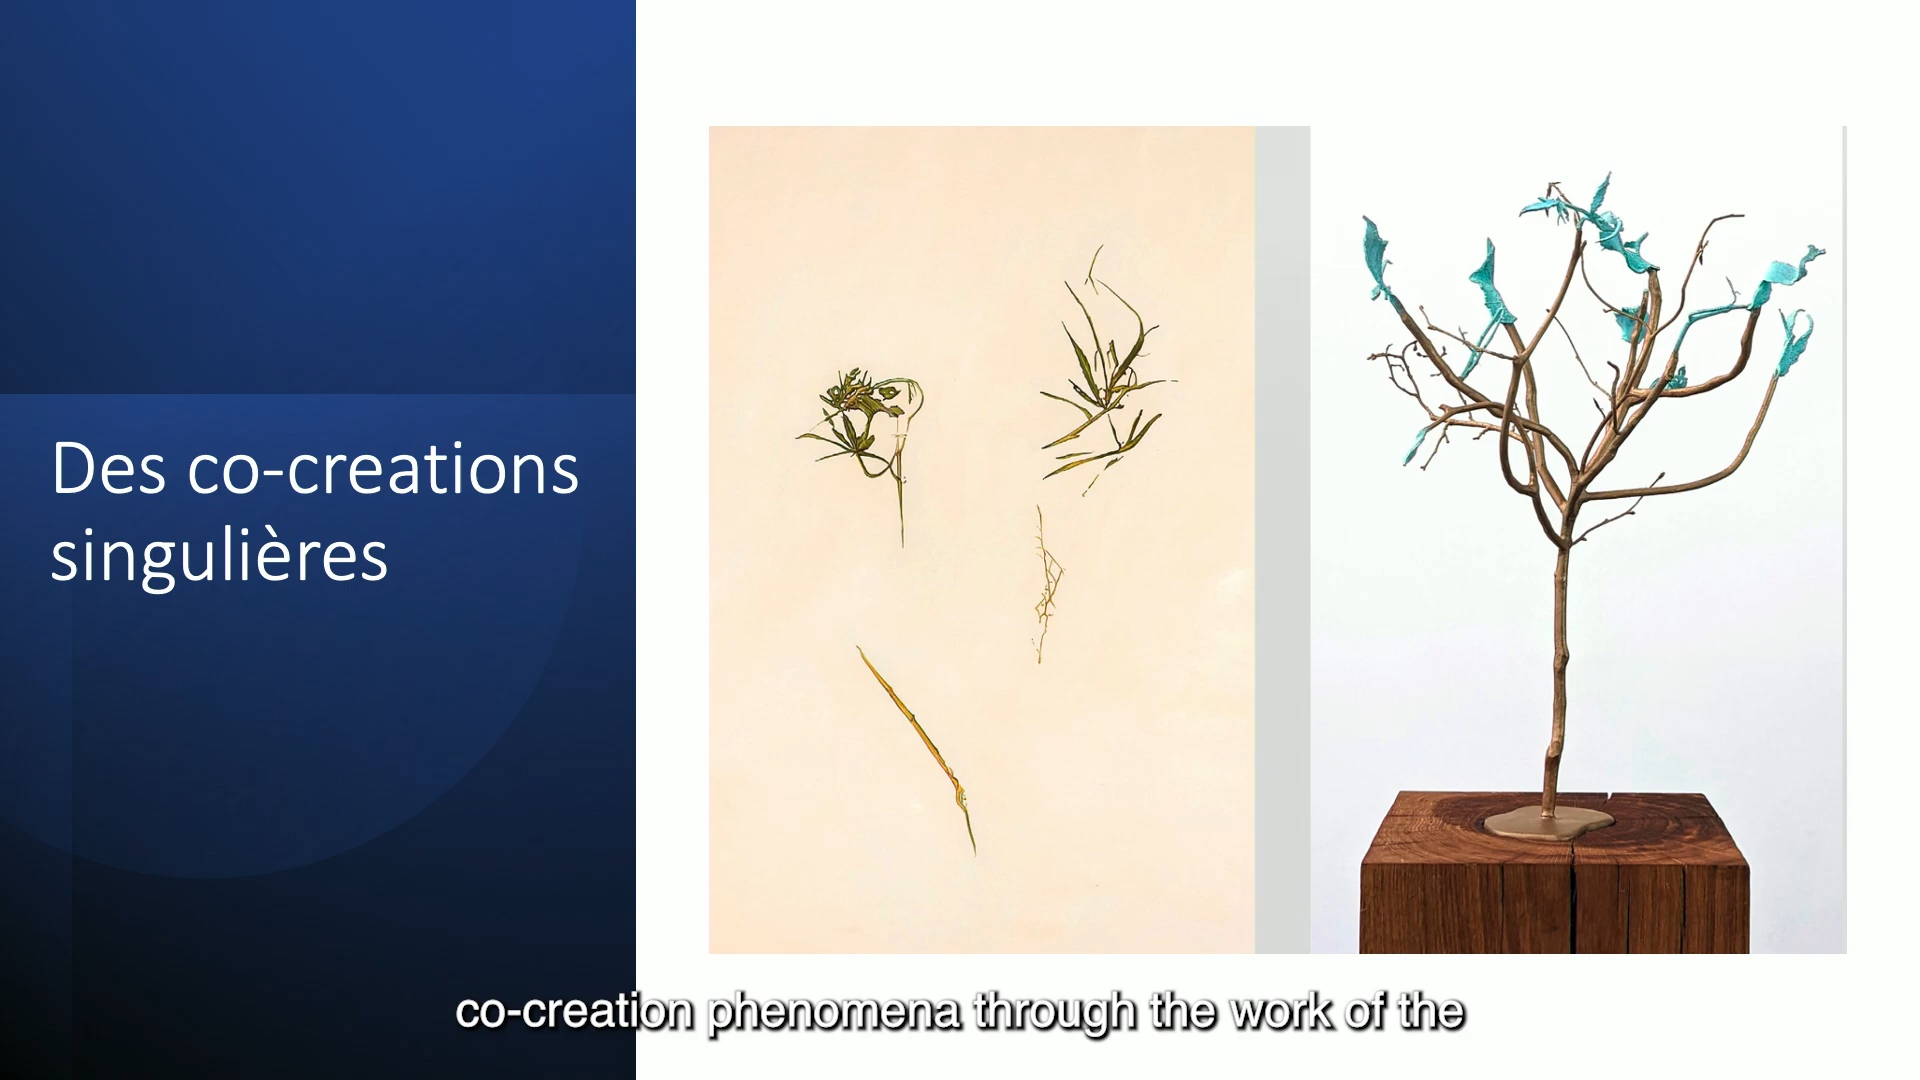 Des co-creations
singulières
co-creation phenomena through the work of the